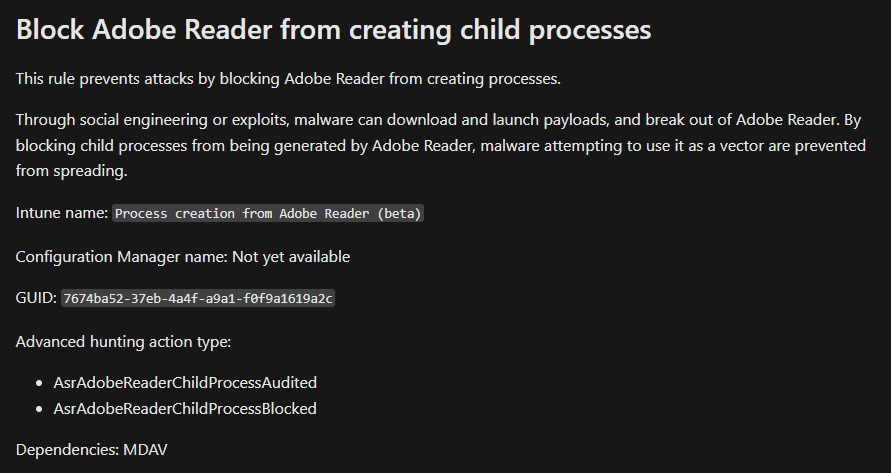 Block Adobe Reader from creating child processes
This rule prevents attacks by blocking Adobe Reader from creating processes.
Through social engineering or exploits, malware can download and launch payloads, and break out of Adobe Reader. By
blocking child processes from being generated by Adobe Reader, malware attempting to use it as a vector are prevented
from spreading.
Intune name: Process creation from Adobe Reader (beta)
Configuration Manager name: Not yet available
GUID: 7674ba52-37eb-4a4f-a9a1-f0f9a1619a2c
Advanced hunting action type:
• AsrAdobeReaderChildProcessAudited
• AsrAdobeReaderChildProcessBlocked
Dependencies: MDAV